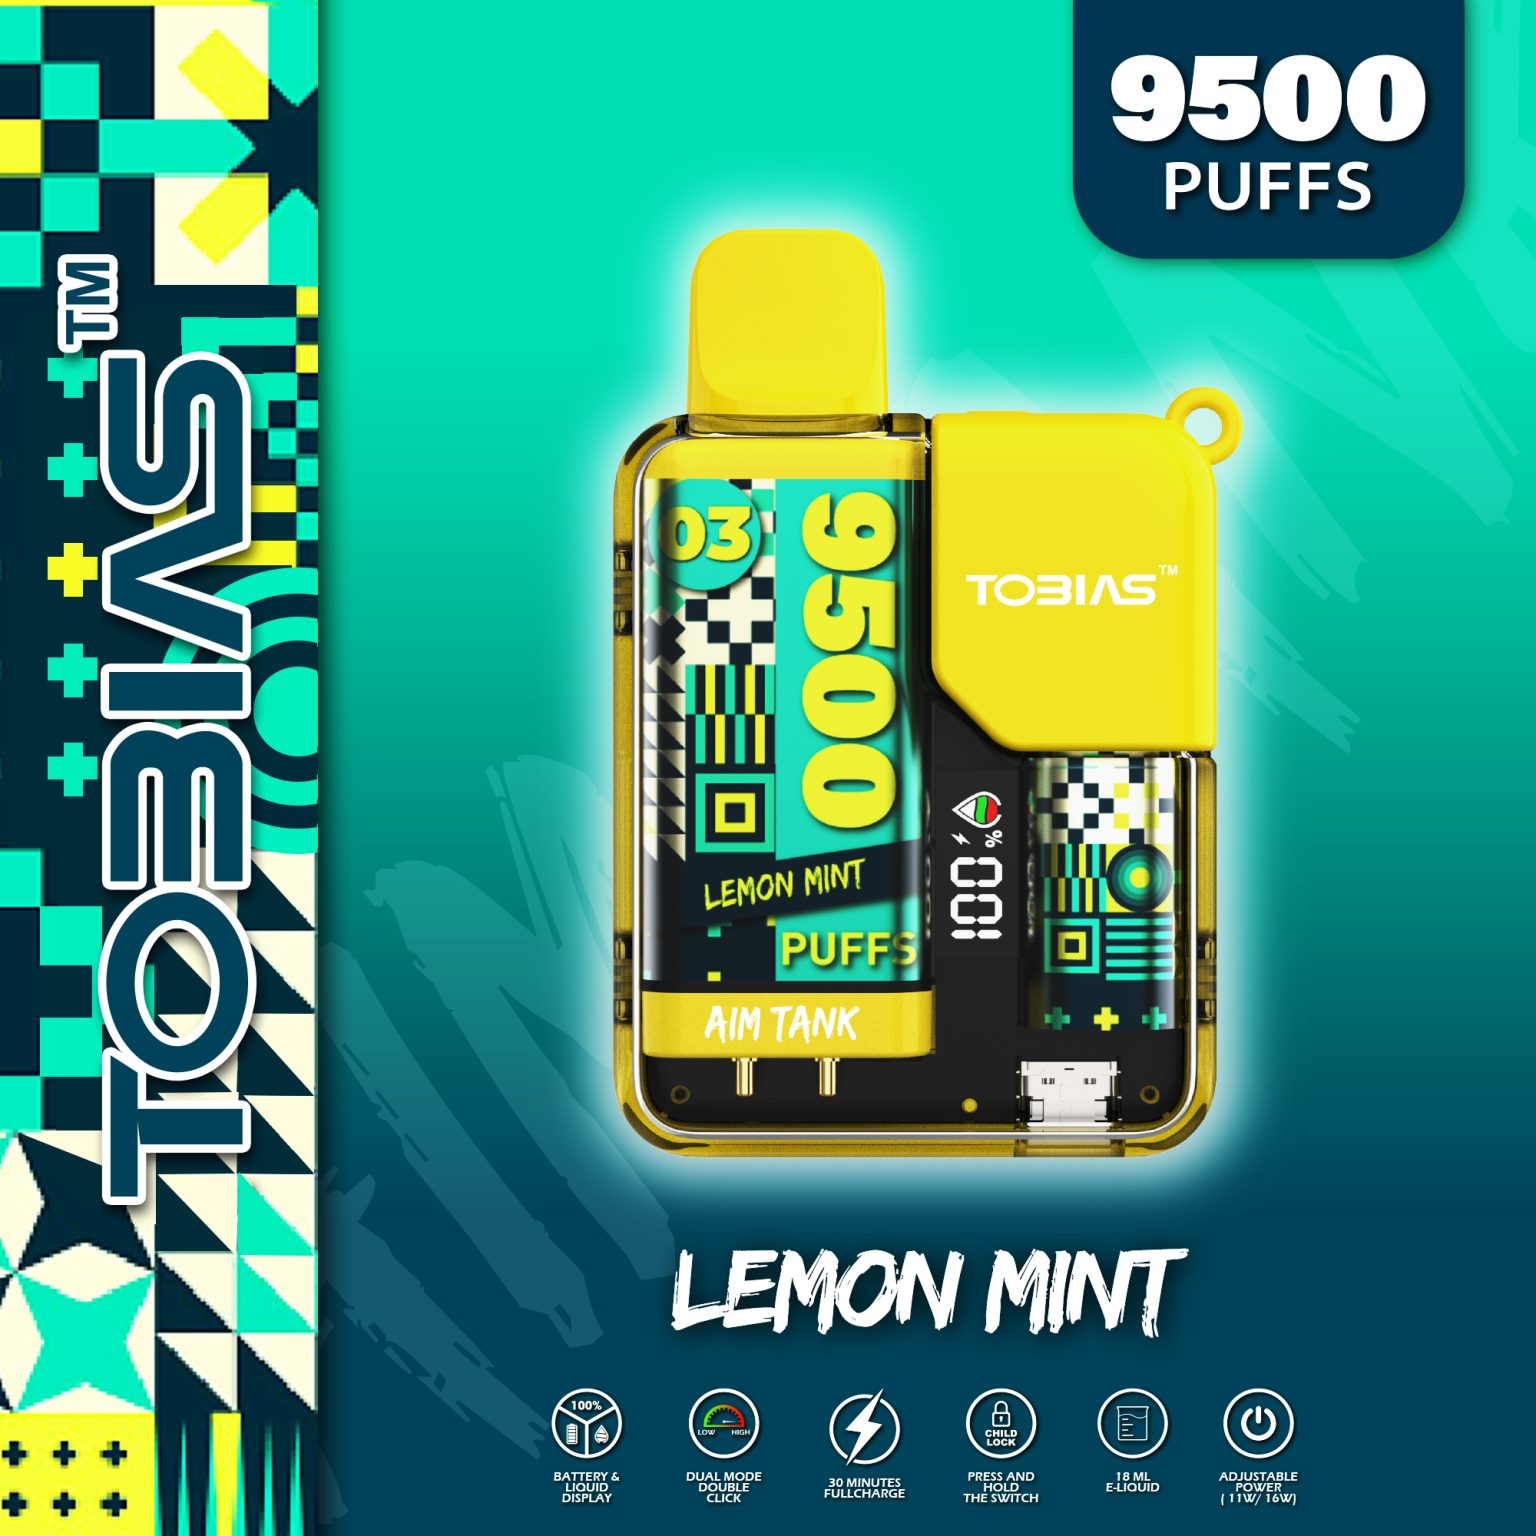 TOBIAS™
9500
PUFFS
03
9500
LEMON MINT
PUFFS
AIM TANK
TOBIAS™
100%
LEMON MINT
100%
BATTERY &
LIQUID
DISPLAY
LOW HIGH
DUAL MODE
DOUBLE
CLICK
30 MINUTES
FULLCHARGE
CHILD
LOCK
PRESS AND
HOLD
THE SWITCH
18 ML
E-LIQUID
ADJUSTABLE
POWER
( 11W/ 16W)